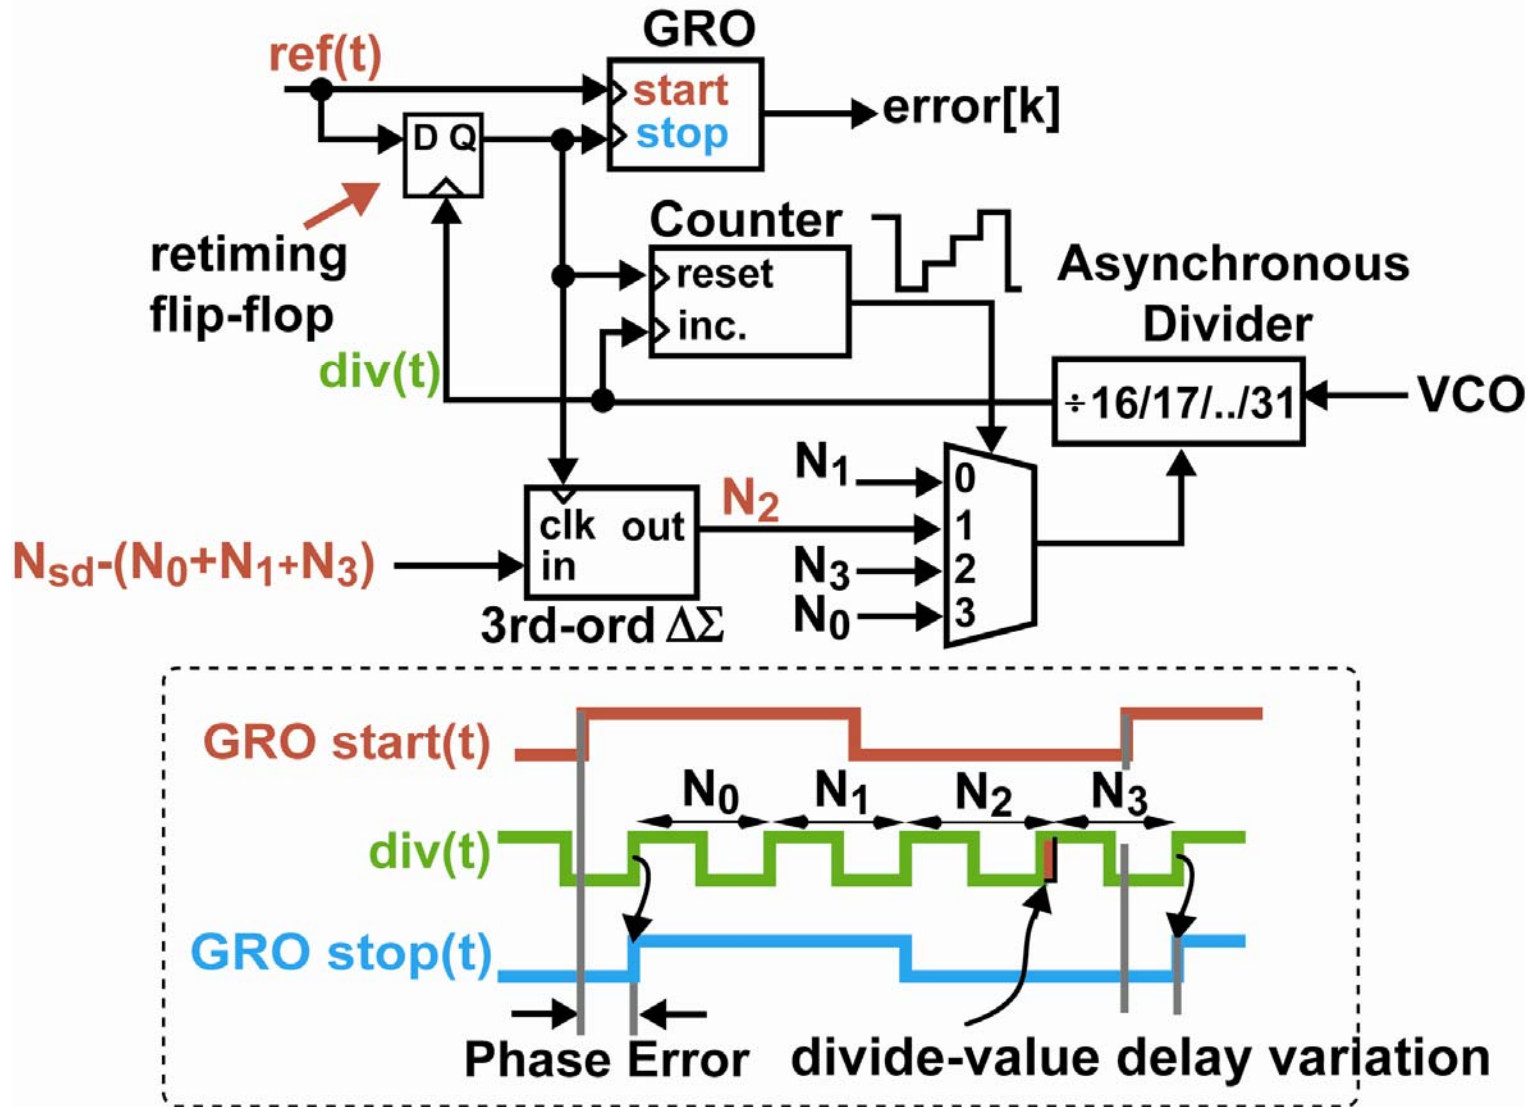 GRO
ref(t)
start
stop
error[k]
D Q
retiming
flip-flop
Counter
reset
inc.
Asynchronous
Divider
div(t)
÷16/17/../31
VCO
N1
0
N2
1
clk out
in
Nsd-(N0+N1+N3)
N3
2
N0
3
3rd-ord ΔΣ
GRO start(t)
N0 N1 N2 N3
div(t)
GRO stop(t)
Phase Error
divide-value delay variation